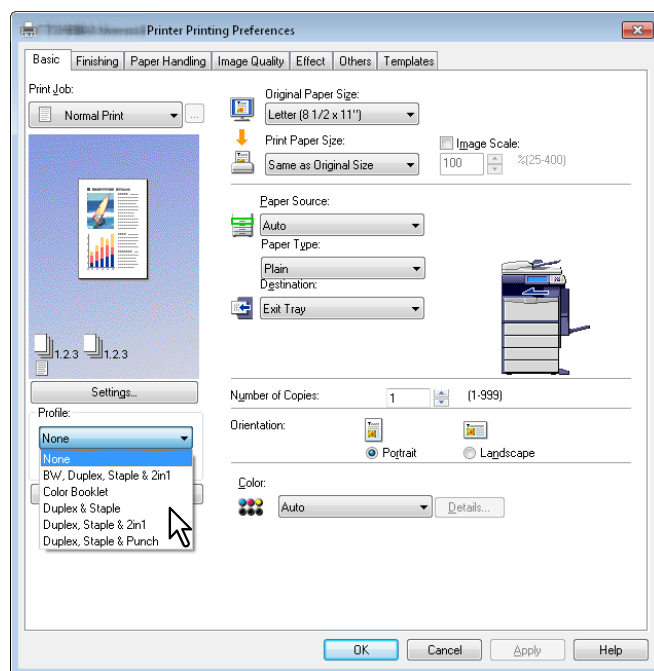 Printer Printing Preferences
Basic Finishing Paper Handling Image Quality Effect Others Templates
Print Job:
Normal Print
...
1.2.3 1.2.3
Settings...
Profile:
None
None
BW, Duplex, Staple & 2in1
Color Booklet
Duplex & Staple
Duplex, Staple & 2in1
Duplex, Staple & Punch
Original Paper Size:
Letter (8 1/2 x 11")
Print Paper Size:
Same as Original Size
Image Scale:
100 %(25-400)
Paper Source:
Auto
Paper Type:
Plain
Destination:
Exit Tray
Number of Copies: 1 (1-999)
Orientation:
Portrait Landscape
Color:
Auto Details...
OK Cancel Apply Help